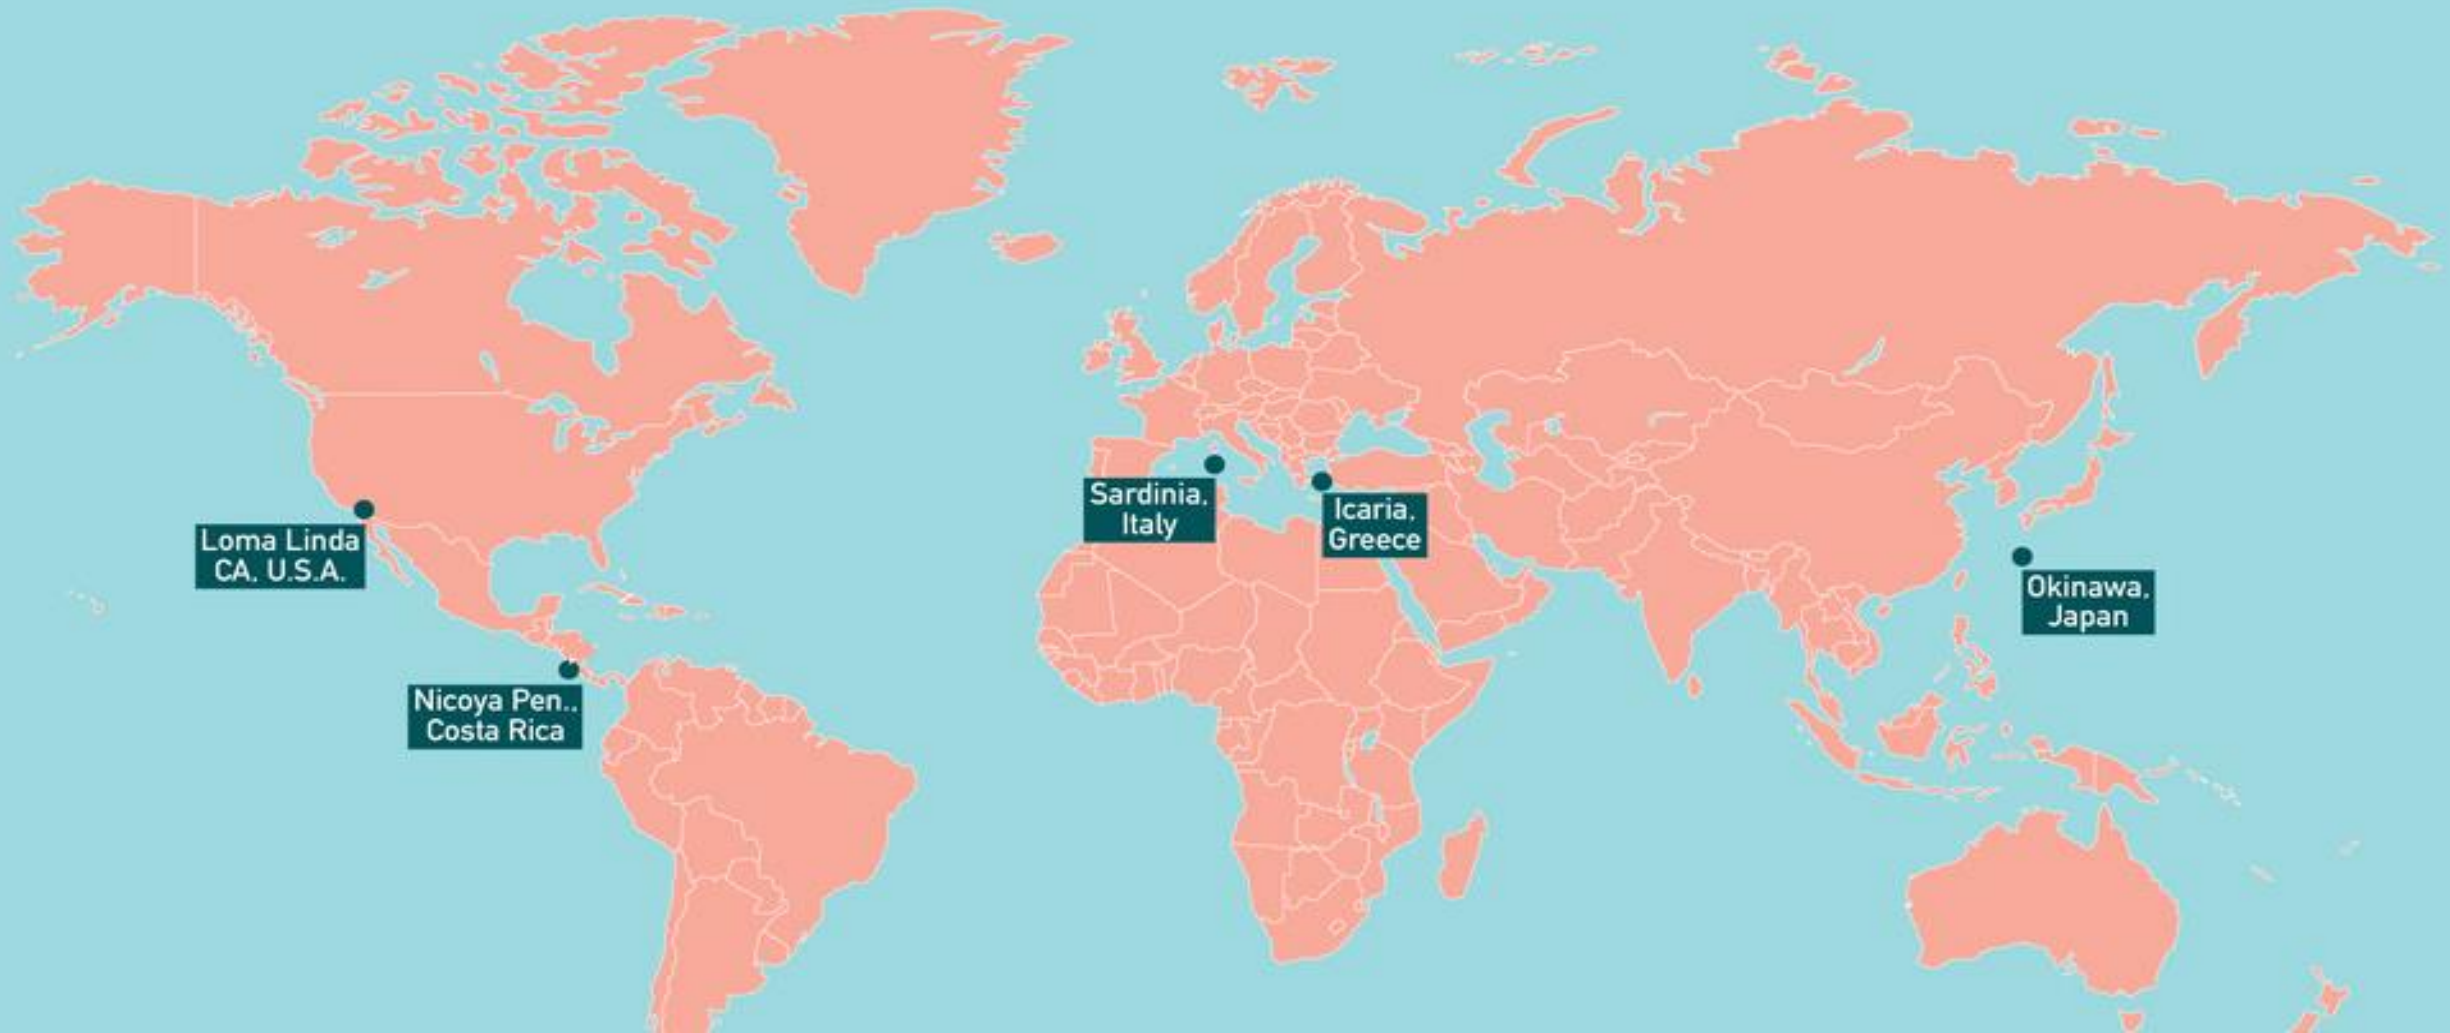 Sardinia,
Italy
Icaria,
Greece
Loma Linda
CA, U.S.A.
Okinawa,
Japan
Nicoya Pen.,
Costa Rica